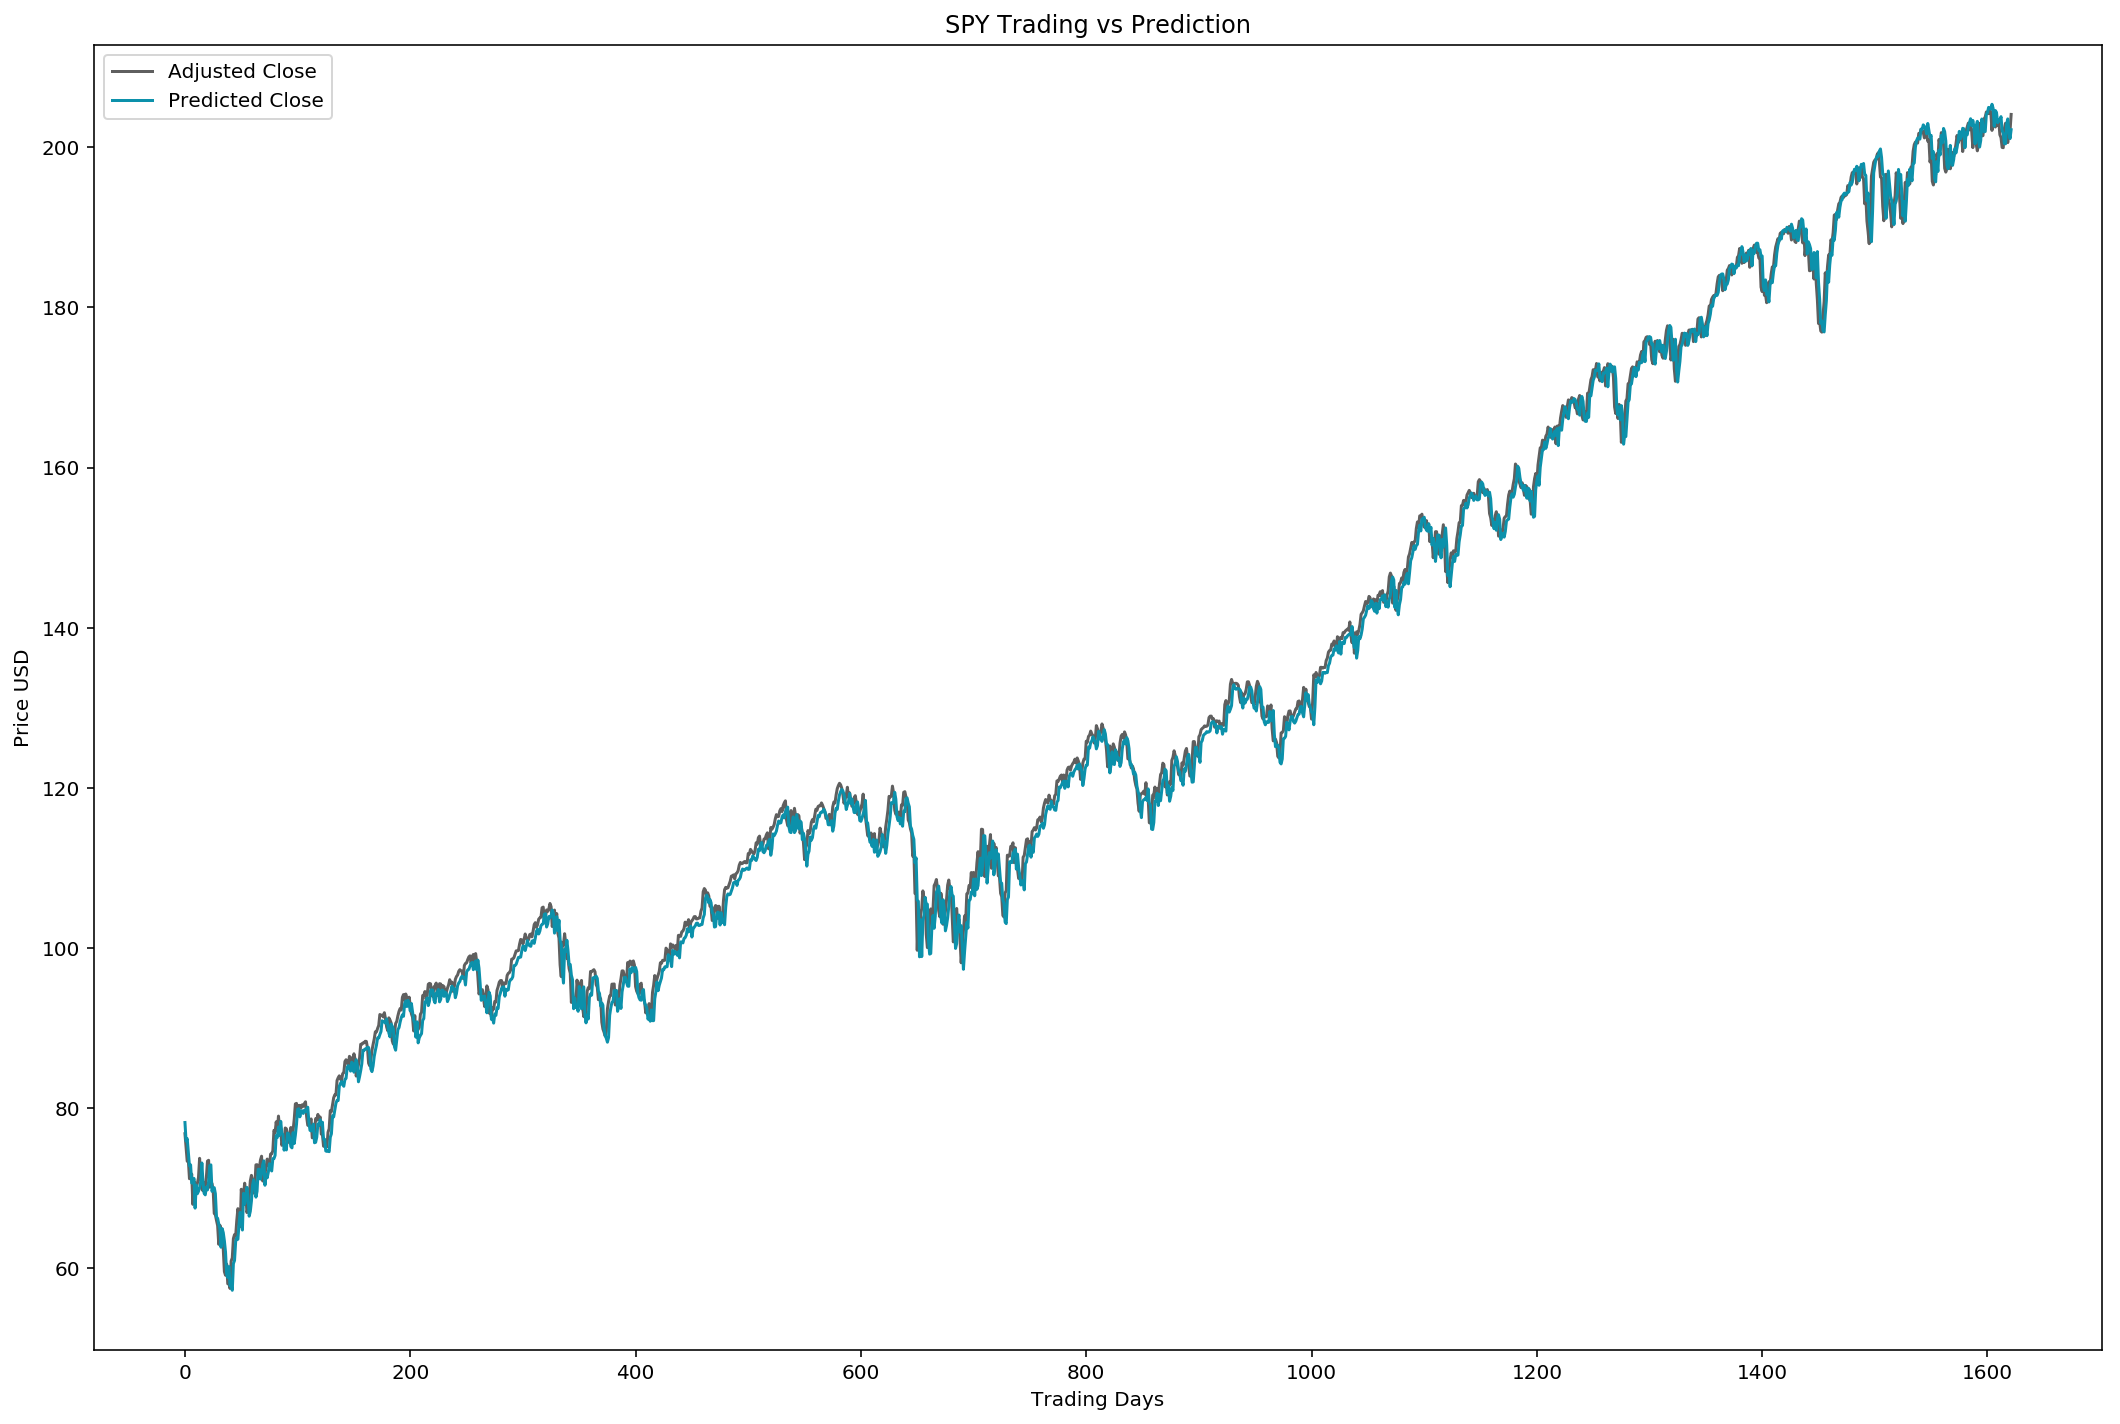 SPY Trading vs Prediction
Adjusted Close
Predicted Close
200
180
160
140
120
100
80
60
Price USD
0 200 400 600 800 1000 1200 1400 1600
Trading Days